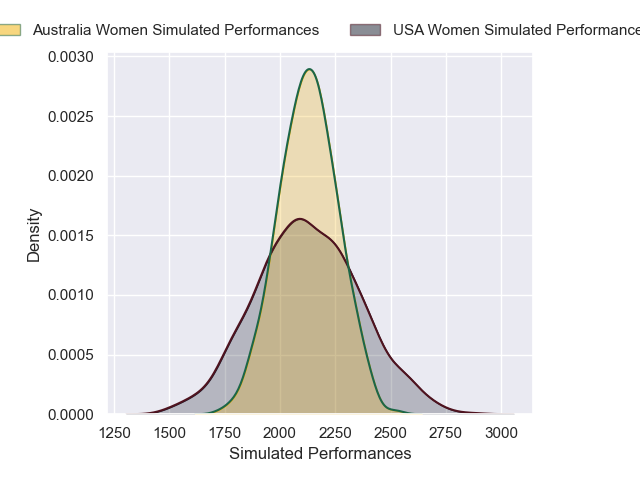 Australia Women Simulated Performances USA Women Simulated Performance
0.0030
0.0025
0.0020
0.0015
0.0010
0.0005
0.0000
Density
1250 1500 1750 2000 2250 2500 2750 3000
Simulated Performances